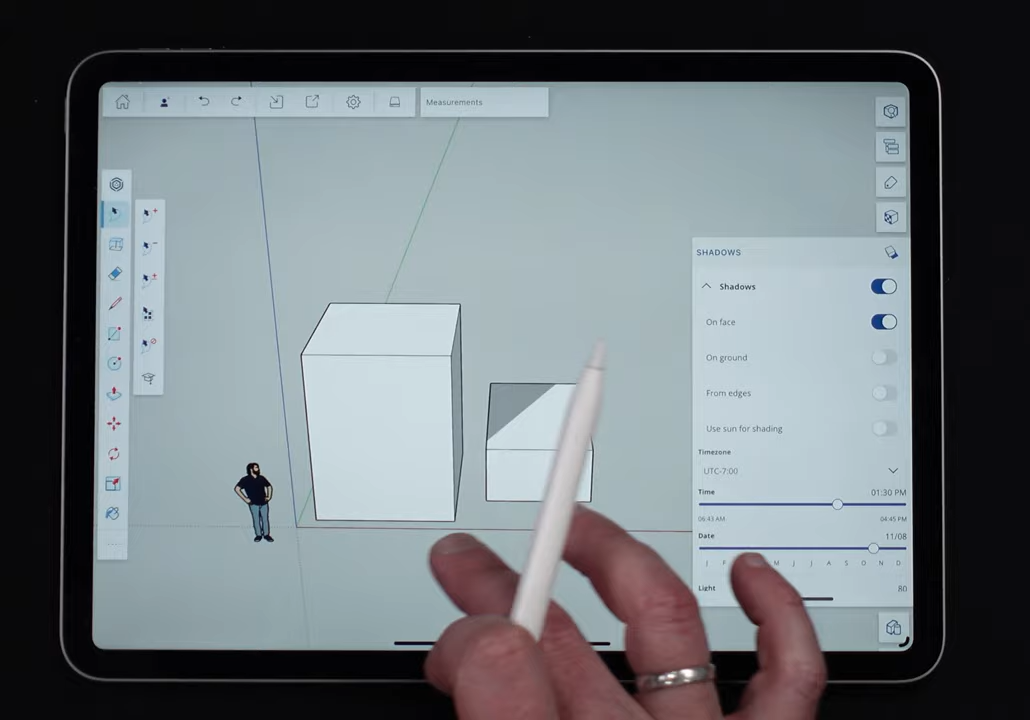 Measurements
SHADOWS
Shadows
On face
On ground
From edges
Use sun for shading
Timezone
UTC-7:00
Time 01:30 PM
06:43 AM 04:45 PM
Date 11/08
J F M J J A S O N D
Light 80